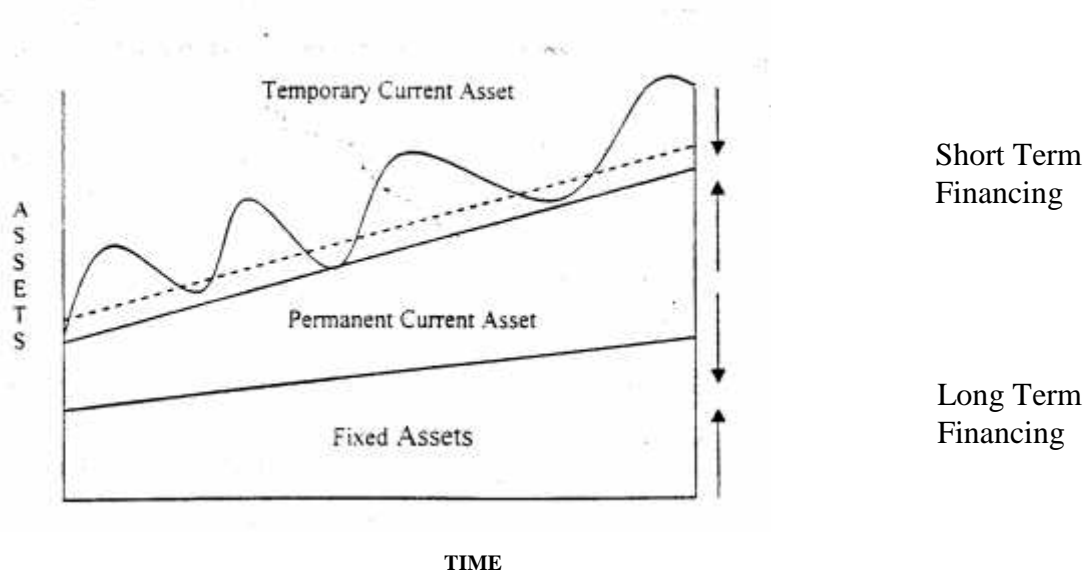 Temporary Current Asset
Short Term
Financing
A
S
S
E
T
S
Permanent Current Asset
Long Term
Financing
Fixed Assets
TIME